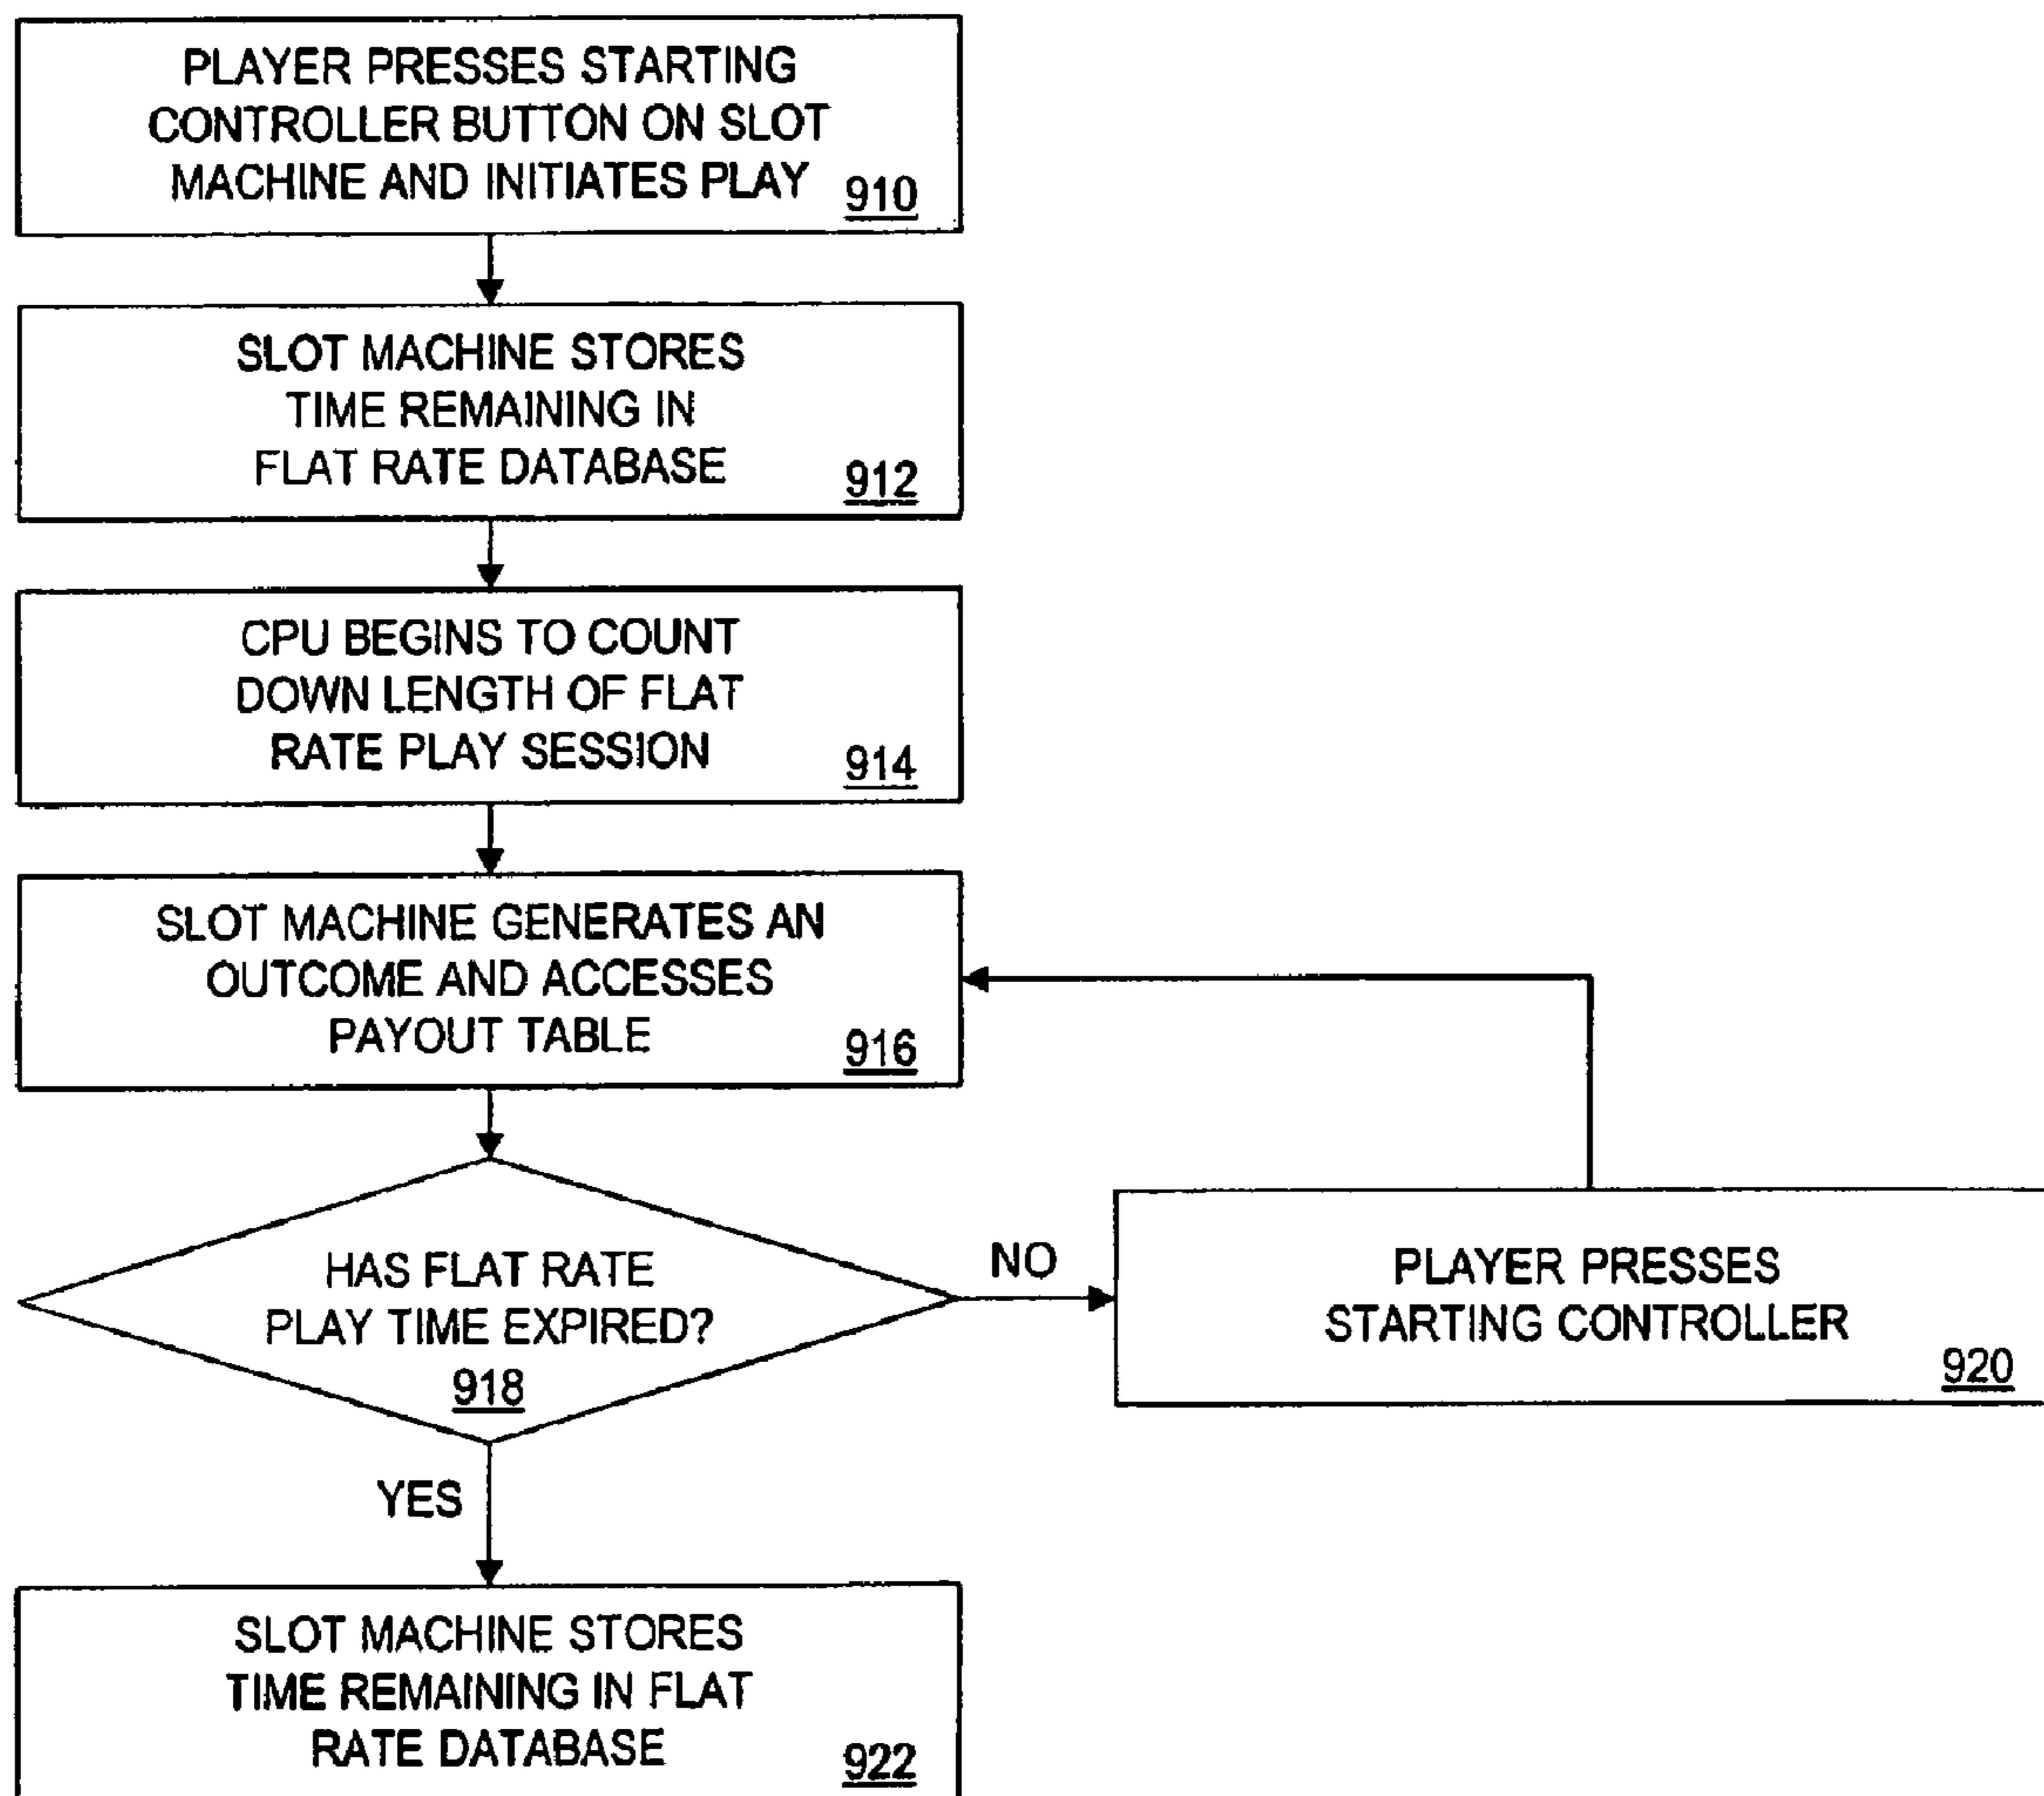 PLAYER PRESSES STARTING
CONTROLLER BUTTON ON SLOT
MACHINE AND INITIATES PLAY
910
SLOT MACHINE STORES
TIME REMAINING IN
FLAT RATE DATABASE
912
CPU BEGINS TO COUNT
DOWN LENGTH OF FLAT
RATE PLAY SESSION
914
SLOT MACHINE GENERATES AN
OUTCOME AND ACCESSES
PAYOUT TABLE
916
HAS FLAT RATE
PLAY TIME EXPIRED?
918
NO
PLAYER PRESSES
STARTING CONTROLLER
920
YES
SLOT MACHINE STORES
TIME REMAINING IN FLAT
RATE DATABASE
922